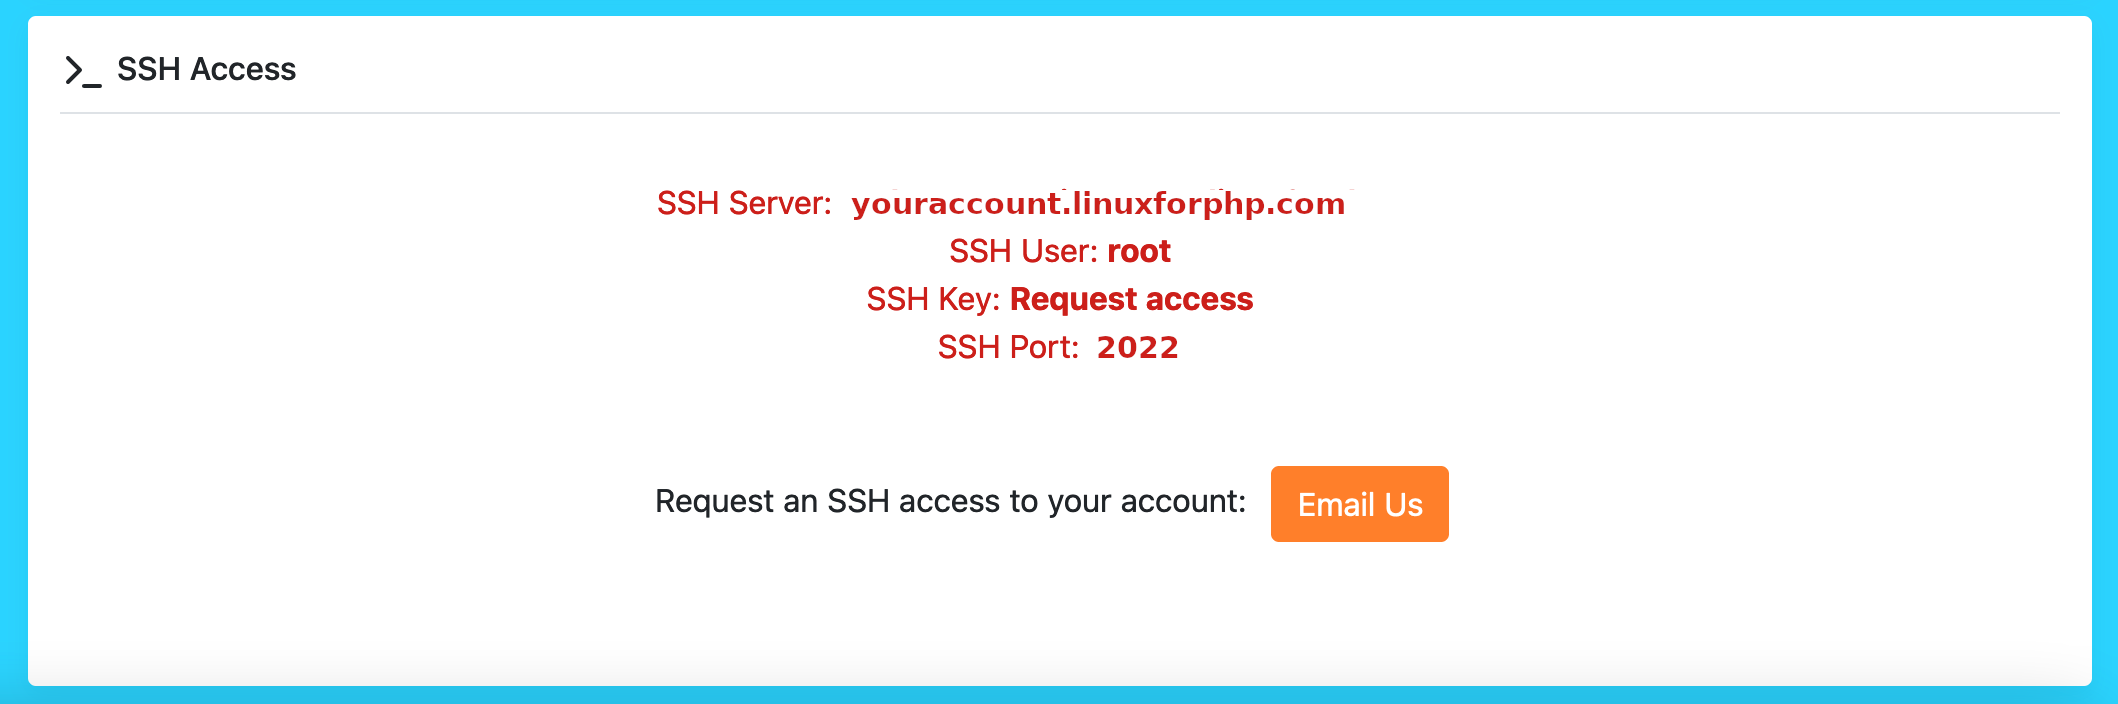 SSH Access
SSH Server: youraccount.linuxforphp.com
SSH User: root
SSH Key: Request access
SSH Port: 2022
Request an SSH access to your account: Email Us